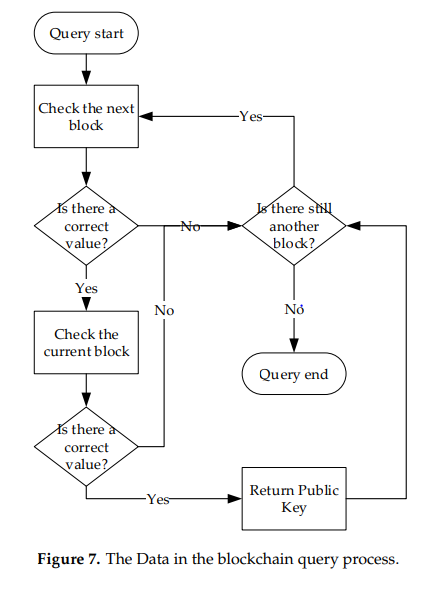 Query start
Check the next
block
Yes
Is there a
correct
value?
No
Is there still
another
block?
Yes
No
No
Check the
current block
Query end
Is there a
correct
value?
Yes
Return Public
Key
Figure 7. The Data in the blockchain query process.